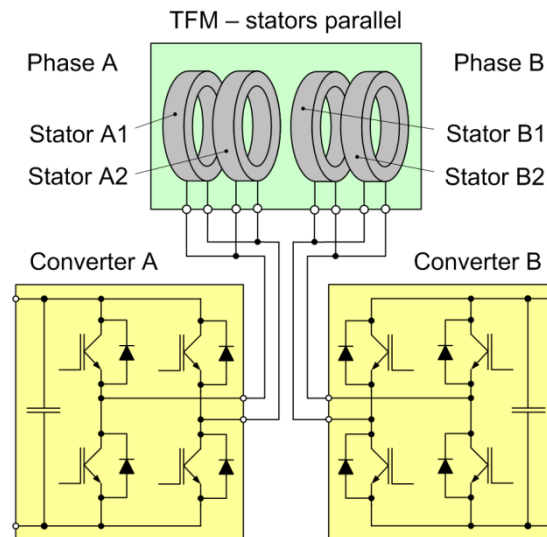 TFM – stators parallel
Phase A
Phase B
Stator A1
Stator B1
Stator A2
Stator B2
Converter A
Converter B